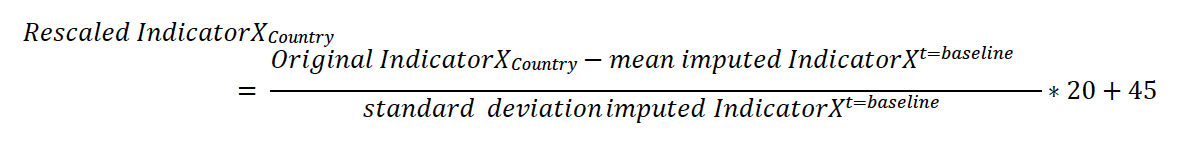 Rescaled IndicatorX_Country
Original IndicatorX_Country − mean imputed IndicatorX^t=baseline
= * 20 + 45
standard deviation imputed IndicatorX^t=baseline